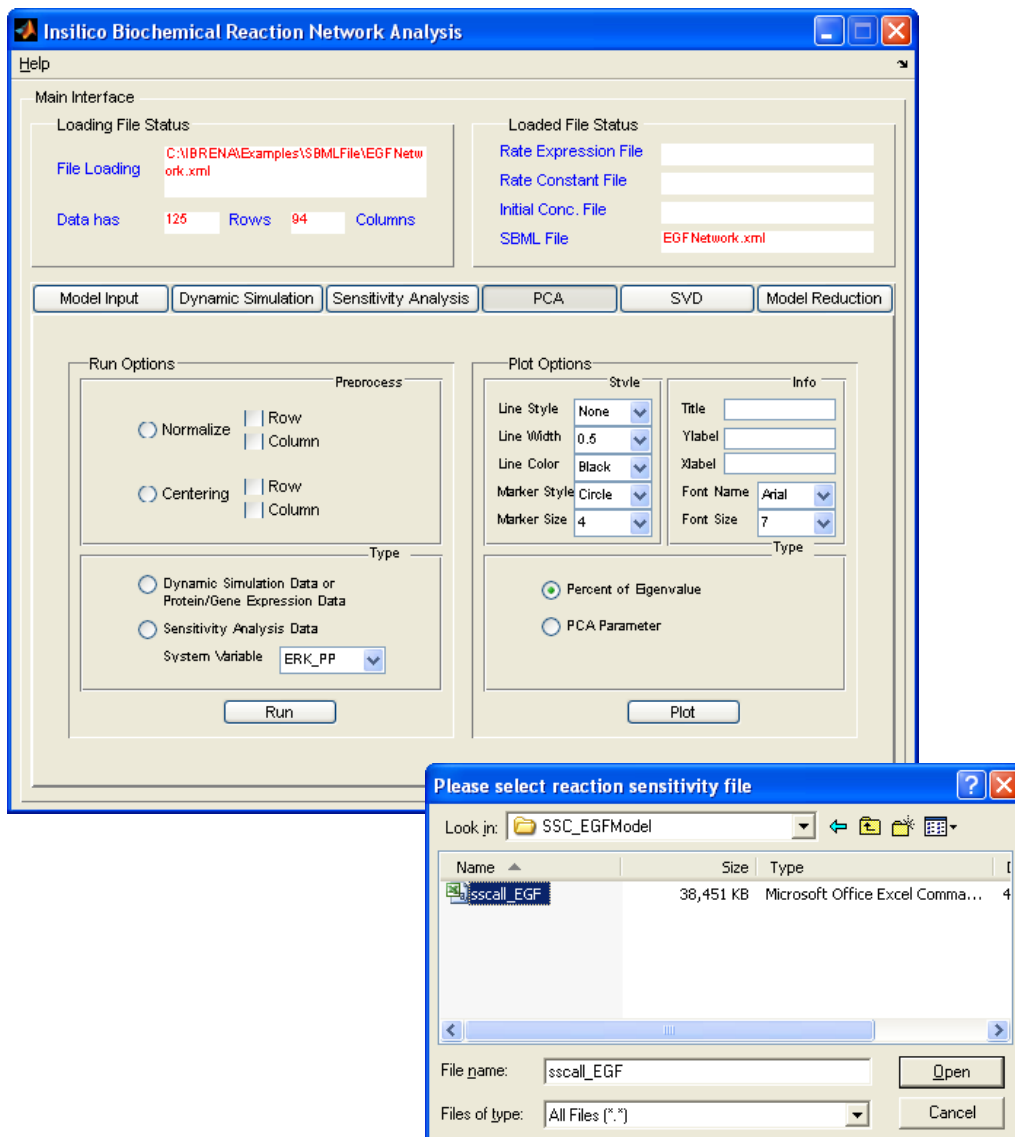 Insilico Biochemical Reaction Network Analysis
Help
Main Interface
Loading File Status
File Loading
C:\IBRENA\Examples\SBMLFile\EGFNetw
ork.xml
Data has 125 Rows 94 Columns
Loaded File Status
Rate Expression File
Rate Constant File
Initial Conc. File
SBML File EGFNetwork.xml
Model Input Dynamic Simulation Sensitivity Analysis PCA SVD Model Reduction
Run Options
Preprocess
Normalize
Row
Column
Centering
Row
Column
Type
Dynamic Simulation Data or
Protein/Gene Expression Data
Sensitivity Analysis Data
System Variable ERK_PP
Run
Plot Options
Style
Line Style None
Line Width 0.5
Line Color Black
Marker Style Circle
Marker Size 4
Info
Title
Ylabel
Xlabel
Font Name Arial
Font Size 7
Type
Percent of Eigenvalue
PCA Parameter
Plot
Please select reaction sensitivity file
Look in: SSC_EGFModel
Name Size Type
sscall_EGF 38,451 KB Microsoft Office Excel Comma... 4
File name: sscall_EGF Open
Files of type: All Files (*.*) Cancel